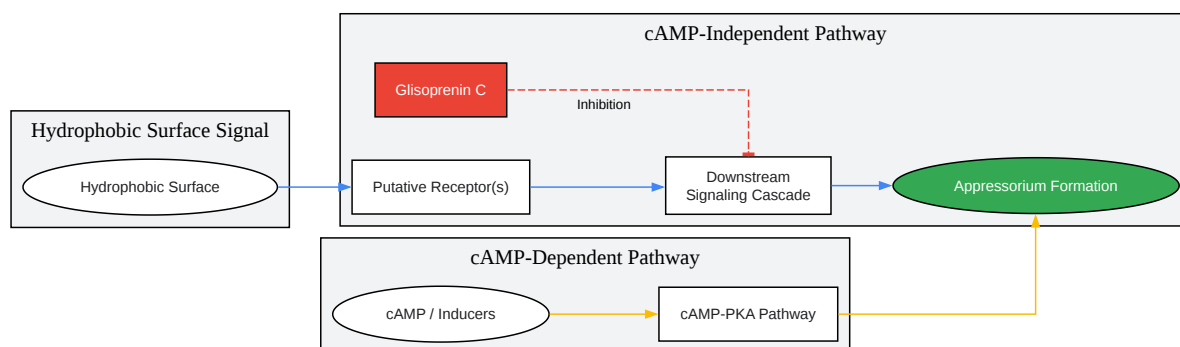 cAMP-Independent Pathway
Glisoprenin C
Inhibition
Hydrophobic Surface Signal
Hydrophobic Surface
Putative Receptor(s)
Downstream
Signaling Cascade
Appressorium Formation
cAMP-Dependent Pathway
cAMP / Inducers
cAMP-PKA Pathway